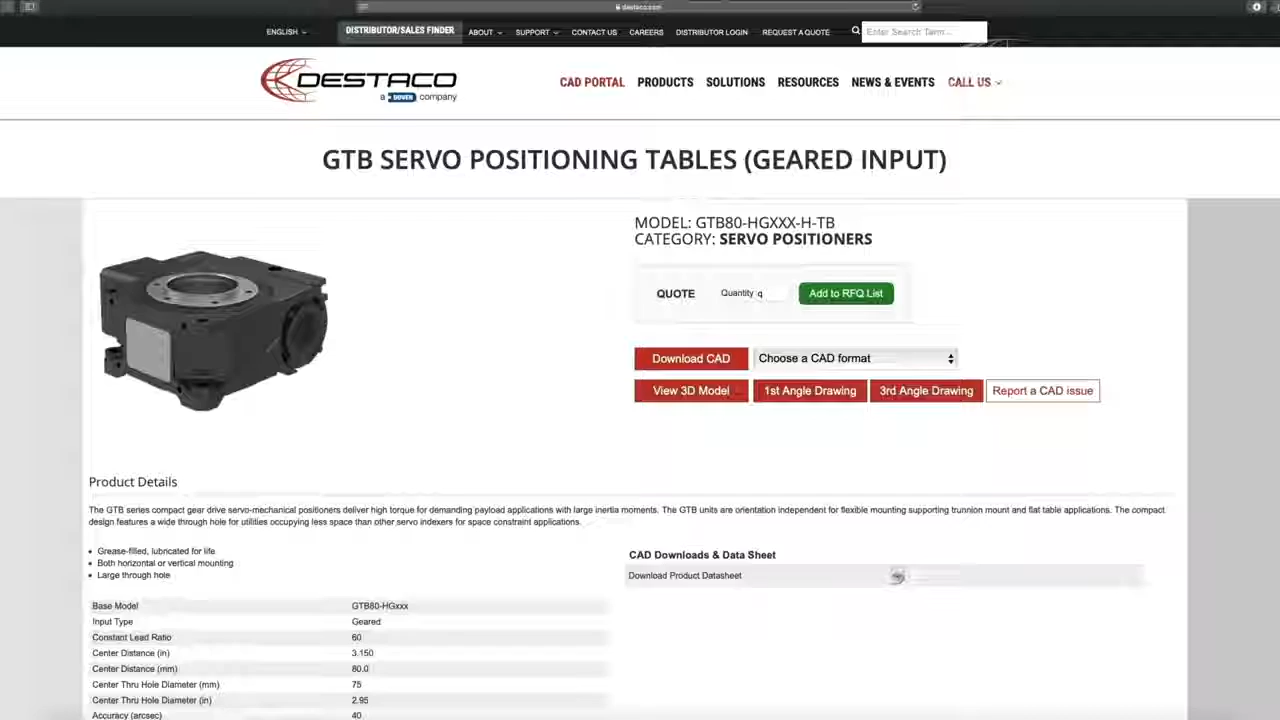 destaco.com
ENGLISH
DISTRIBUTOR/SALES FINDER
ABOUT
SUPPORT
CONTACT US
CAREERS
DISTRIBUTOR LOGIN
REQUEST A QUOTE
Enter Search Term...
DESTACO
a DOVER company
CAD PORTAL
PRODUCTS
SOLUTIONS
RESOURCES
NEWS & EVENTS
CALL US
GTB SERVO POSITIONING TABLES (GEARED INPUT)
MODEL: GTB80-HGXXX-H-TB
CATEGORY: SERVO POSITIONERS
QUOTE
Quantity q
Add to RFQ List
Download CAD
Choose a CAD format
View 3D Model
1st Angle Drawing
3rd Angle Drawing
Report a CAD issue
Product Details
The GTB series compact gear drive servo-mechanical positioners deliver high torque for demanding payload applications with large inertia moments. The GTB units are orientation independent for flexible mounting supporting trunnion mount and flat table applications. The compact
design features a wide through hole for utilities occupying less space than other servo indexers for space constraint applications.
Grease-filled, lubricated for life
Both horizontal or vertical mounting
Large through hole
CAD Downloads & Data Sheet
Download Product Datasheet
Base Model GTB80-HGxxx
Input Type Geared
Constant Lead Ratio 60
Center Distance (in) 3.150
Center Distance (mm) 80.0
Center Thru Hole Diameter (mm) 75
Center Thru Hole Diameter (in) 2.95
Accuracy (arcsec) 40